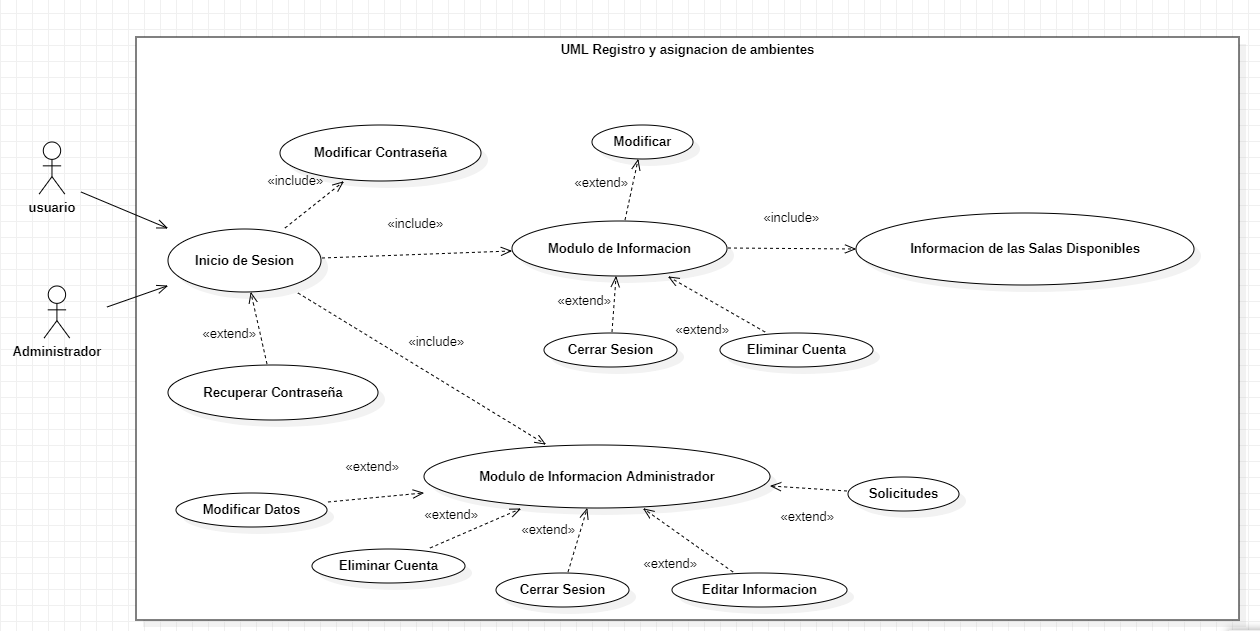 UML Registro y asignacion de ambientes
usuario
Administrador
Modificar Contraseña
Modificar
«include»
«extend»
«include»
«include»
Inicio de Sesion
Modulo de Informacion
Informacion de las Salas Disponibles
«extend»
«extend»
«extend»
«include»
Cerrar Sesion
Eliminar Cuenta
Recuperar Contraseña
«extend»
Modulo de Informacion Administrador
Solicitudes
Modificar Datos
«extend»
«extend»
«extend»
«extend»
Eliminar Cuenta
Cerrar Sesion
Editar Informacion